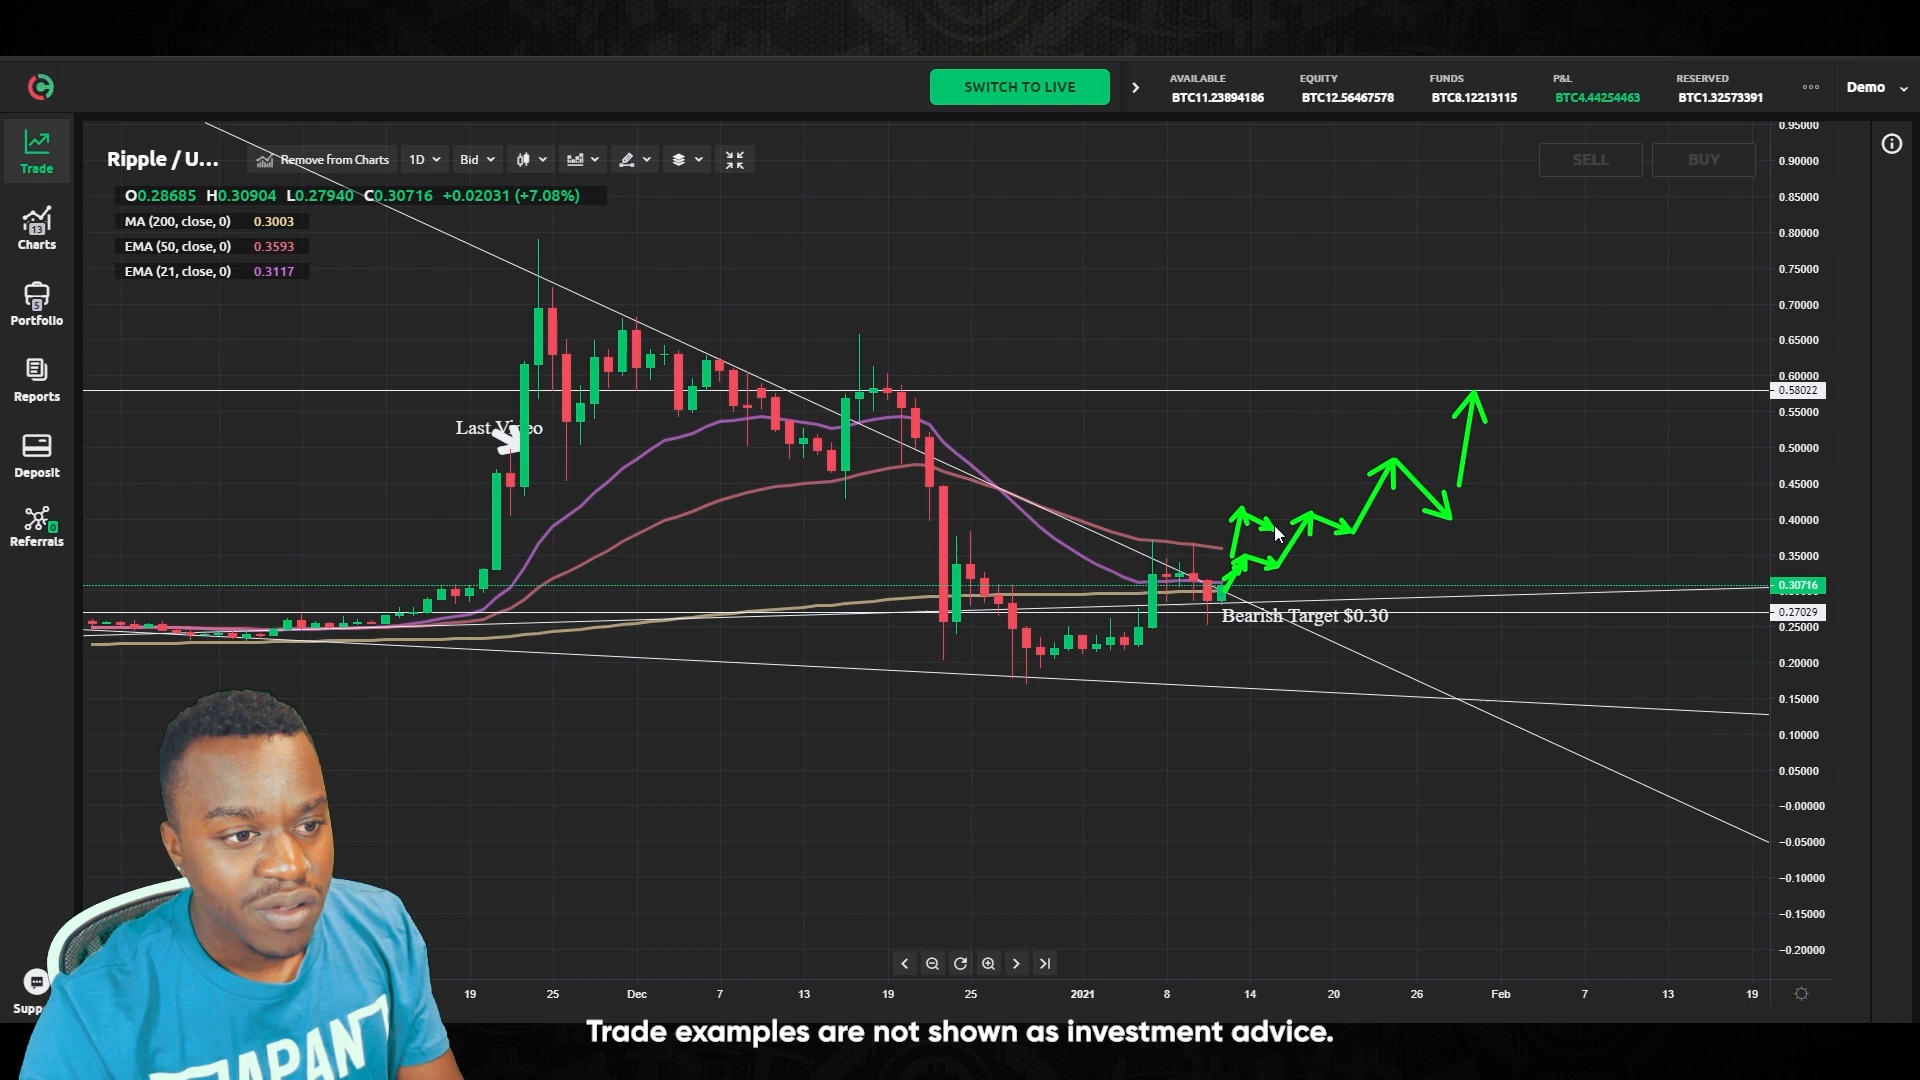 SWITCH TO LIVE
AVAILABLE
BTC11.23894186
EQUITY
BTC12.56467578
FUNDS
BTC8.12213115
P&L
BTC4.44254463
RESERVED
BTC1.32573391
Demo
Trade
13
Charts
5
Portfolio
Reports
Deposit
0
Referrals
Ripple / U...
Remove from Charts
1D
Bid
SELL
BUY
O0.28685 H0.30904 L0.27940 C0.30716 +0.02031 (+7.08%)
MA (200, close, 0) 0.3003
EMA (50, close, 0) 0.3593
EMA (21, close, 0) 0.3117
Last Video
Bearish Target $0.30
0.95000
0.90000
0.85000
0.80000
0.75000
0.70000
0.65000
0.60000
0.58022
0.55000
0.50000
0.45000
0.40000
0.35000
0.30716
0.27029
0.25000
0.20000
0.15000
0.10000
0.05000
−0.00000
−0.05000
−0.10000
−0.15000
−0.20000
19 25 Dec 7 13 19 25 2021 8 14 20 26 Feb 7 13 19
Supp
JAPAN
Trade examples are not shown as investment advice.